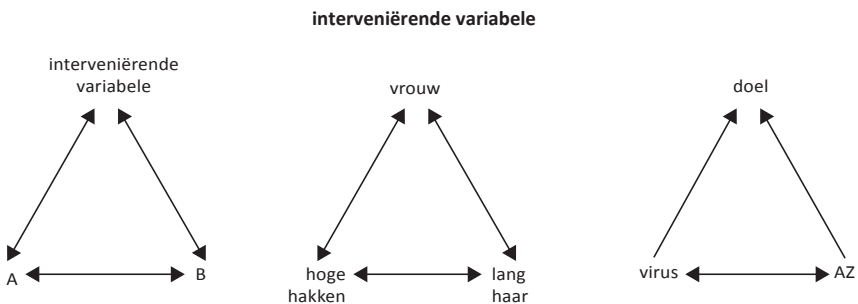 interveniërende variabele
interveniërende
variabele
A
B
vrouw
hoge
hakken
lang
haar
doel
virus
AZ